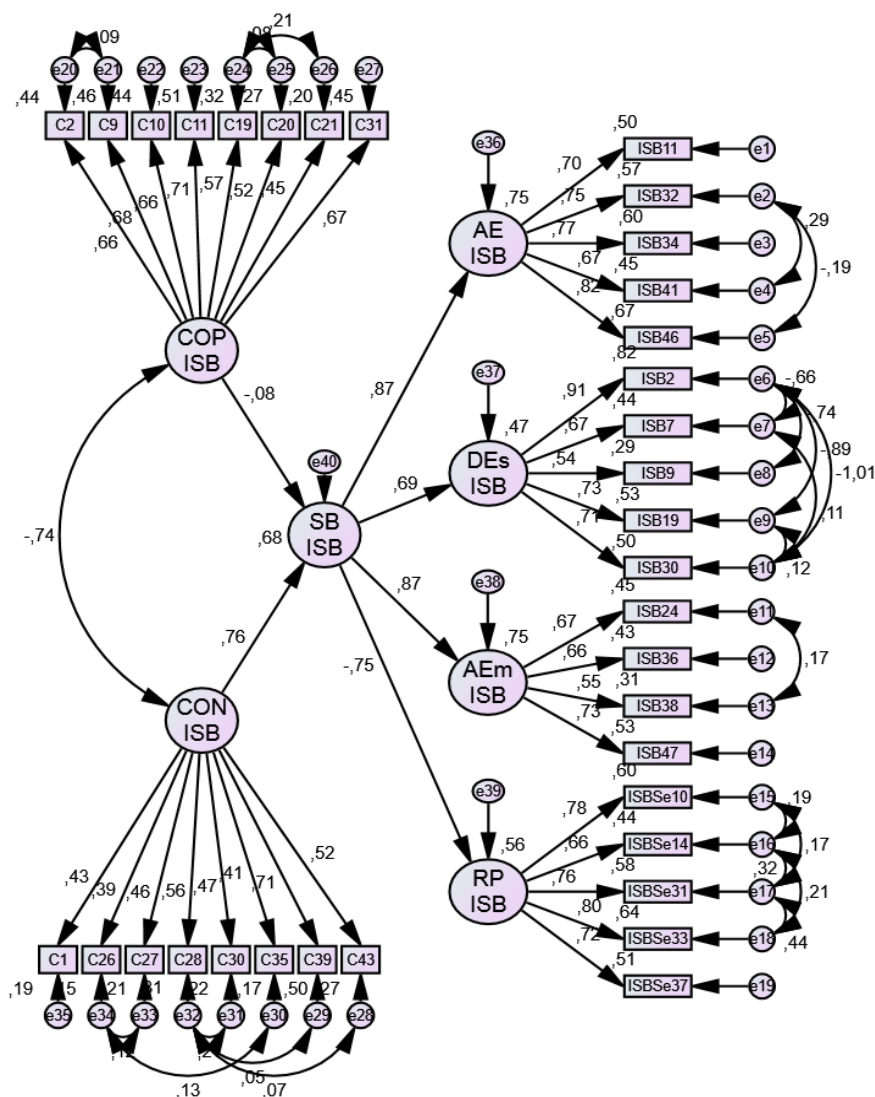 ,21
,09 ,08
e20 e21 e22 e23 e24 e25 e26 e27
,44 ,46 ,44 ,51 ,32 ,27 ,20 ,45
C2 C9 C10 C11 C19 C20 C21 C31
,66 ,68 ,66 ,71 ,57 ,52 ,45 ,67
COP
ISB
-,08
-,74
e40
,68
SB
ISB
,76
CON
ISB
,43 ,39 ,46 ,56 ,47 ,41 ,71 ,52
C1 C26 C27 C28 C30 C35 C39 C43
,19 ,21 ,22 ,17 ,50 ,27
e35 e34 e33 e32 e31 e30 e29 e28
,13 ,05 ,07
,87
,69
,87
-,75
e36
,75
AE
ISB
,70 ,75 ,77 ,67 ,82
,50
ISB11 e1
,57
ISB32 e2
,60
ISB34 e3
,45
ISB41 e4
,67
ISB46 e5
,29
-,19
e37
,47
DEs
ISB
,91 ,67 ,54 ,73 ,71
,82
ISB2 e6
,44
ISB7 e7
,29
ISB9 e8
,53
ISB19 e9
,50
ISB30 e10
-,66
-,89
-1,01
,11
,12
e38
,75
AEm
ISB
,67 ,66 ,55 ,73
,45
ISB24 e11
,43
ISB36 e12
,31
ISB38 e13
,53
ISB47 e14
,17
e39
,56
RP
ISB
,78 ,66 ,76 ,80 ,72
,60
ISBSe10 e15
,44
ISBSe14 e16
,58
ISBSe31 e17
,64
ISBSe33 e18
,51
ISBSe37 e19
,19
,17
,32
,21
,44